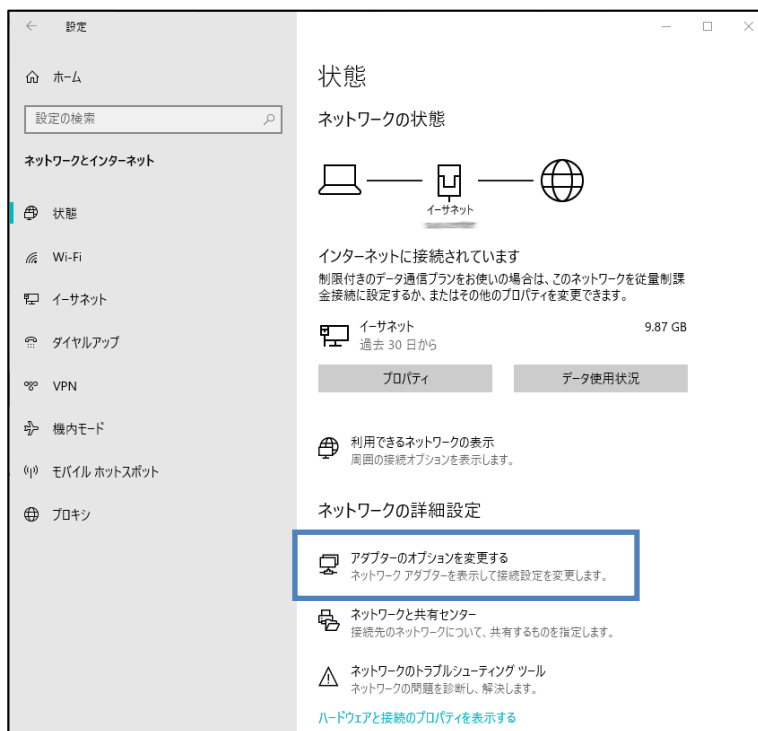 設定
ホーム
設定の検索
ネットワークとインターネット
状態
Wi-Fi
イーサネット
ダイヤルアップ
VPN
機内モード
モバイル ホットスポット
プロキシ
状態
ネットワークの状態
イーサネット
インターネットに接続されています
制限付きのデータ通信プランをお使いの場合は、このネットワークを従量制課
金接続に設定するか、またはその他のプロパティを変更できます。
イーサネット
9.87 GB
過去 30 日から
プロパティ
データ使用状況
利用できるネットワークの表示
周囲の接続オプションを表示します。
ネットワークの詳細設定
アダプターのオプションを変更する
ネットワーク アダプターを表示して接続設定を変更します。
ネットワークと共有センター
接続先のネットワークについて、共有するものを指定します。
ネットワークのトラブルシューティング ツール
ネットワークの問題を診断し、解決します。
ハードウェアと接続のプロパティを表示する